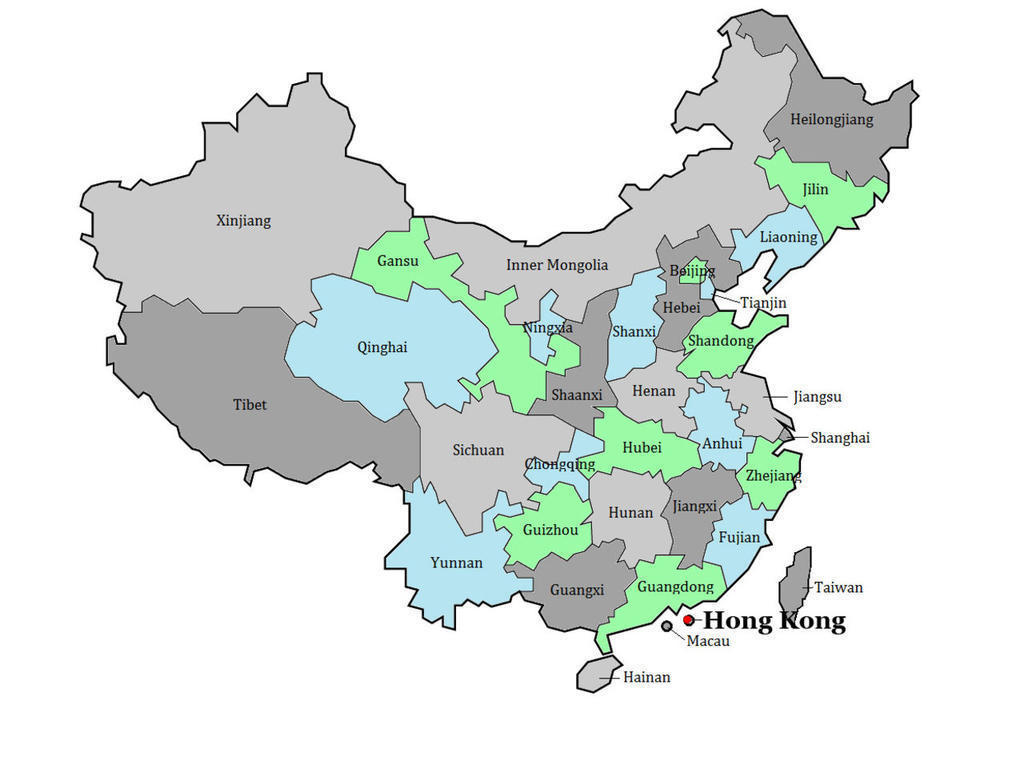 Heilongjiang
Jilin
Xinjiang
Liaoning
Gansu
Inner Mongolia
Beijing
Tianjin
Hebei
Ningxia
Shanxi
Shandong
Qinghai
Henan
Shaanxi
Jiangsu
Tibet
Shanghai
Anhui
Hubei
Sichuan
Chongqing
Zhejiang
Jiangxi
Hunan
Guizhou
Fujian
Yunnan
Guangdong
Taiwan
Guangxi
Hong Kong
Macau
Hainan